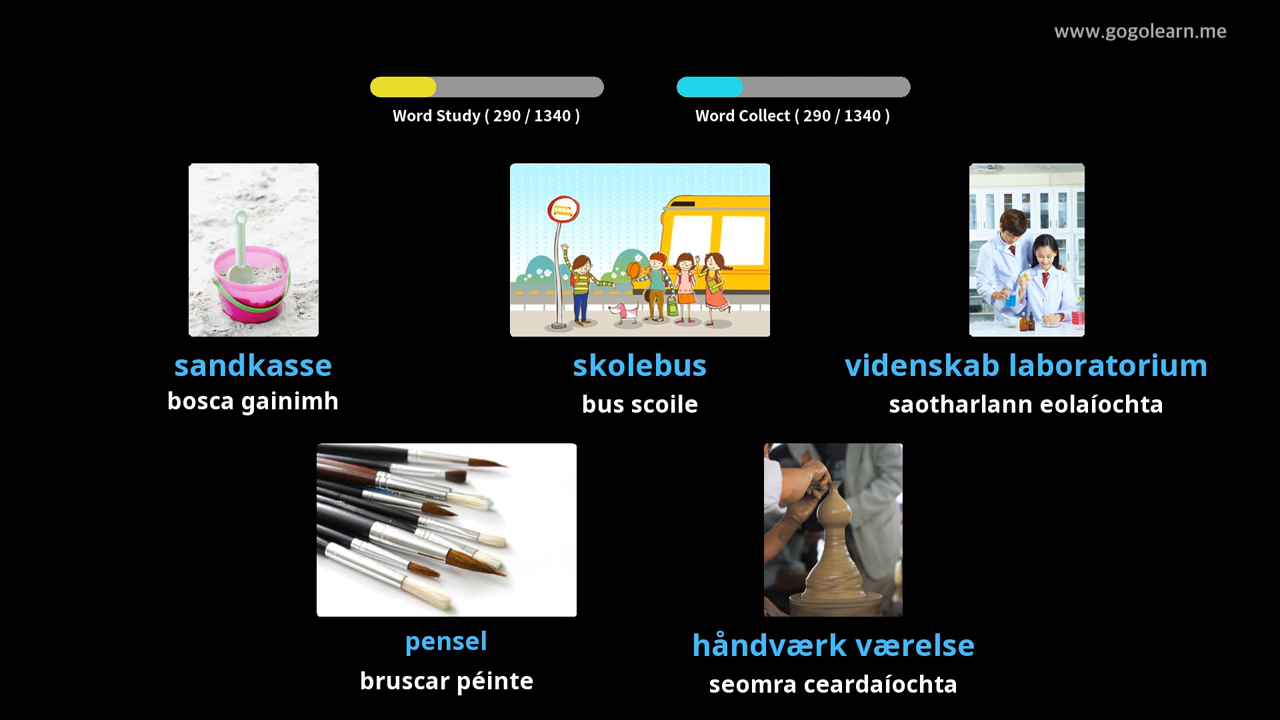 www.gogolearn.me
Word Study ( 290 / 1340 )
Word Collect ( 290 / 1340 )
sandkasse
bosca gainimh
skolebus
bus scoile
videnskab laboratorium
saotharlann eolaíochta
pensel
bruscar péinte
håndværk værelse
seomra ceardaíochta